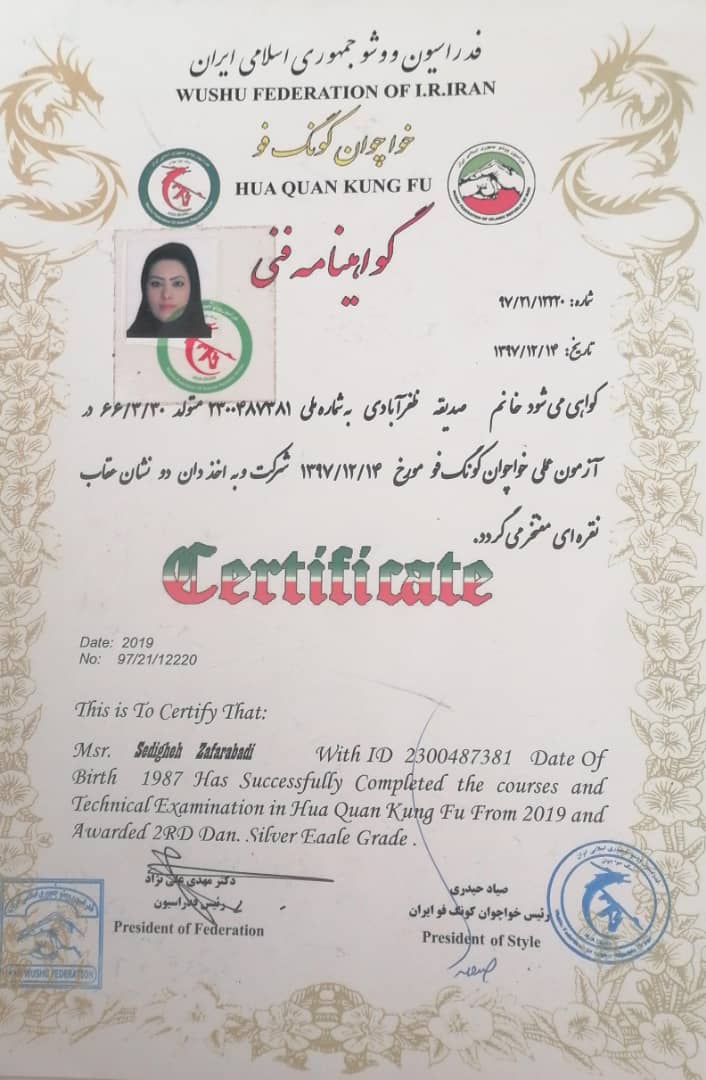 فدراسیون ووشو جمهوری اسلامی ایران
WUSHU FEDERATION OF I.R.IRAN
خواچوان کونگ فو
HUA QUAN KUNG FU
گواهینامه فنی
شماره: ۹۷/۲۱/۱۲۲۲۰
تاریخ: ۱۳۹۷/۱۲/۱۴
گواهی می شود خانم صدیقه ظفرآبادی به شماره ملی ۲۳۰۰۴۸۷۳۸۱ متولد ۶۶/۳/۳۰ در
آزمون عملی خواچوان کونگ فو مورخ ۱۳۹۷/۱۲/۱۴ شرکت و به اخذ دان دو نشان عقاب
نقره ای مفتخر می گردد.
Certificate
Date: 2019
No: 97/21/12220
This is To Certify That:
Msr. Sedigheh Zafarabadi With ID 2300487381 Date Of
Birth 1987 Has Successfully Completed the courses and
Technical Examination in Hua Quan Kung Fu From 2019 and
Awarded 2RD Dan. Silver Eaale Grade .
دکتر مهدی علی نژاد
رئیس فدراسیون
President of Federation
صیاد حیدری
رئیس خواچوان کونگ فو ایران
President of Style
IRAN WUSHU FEDERATION